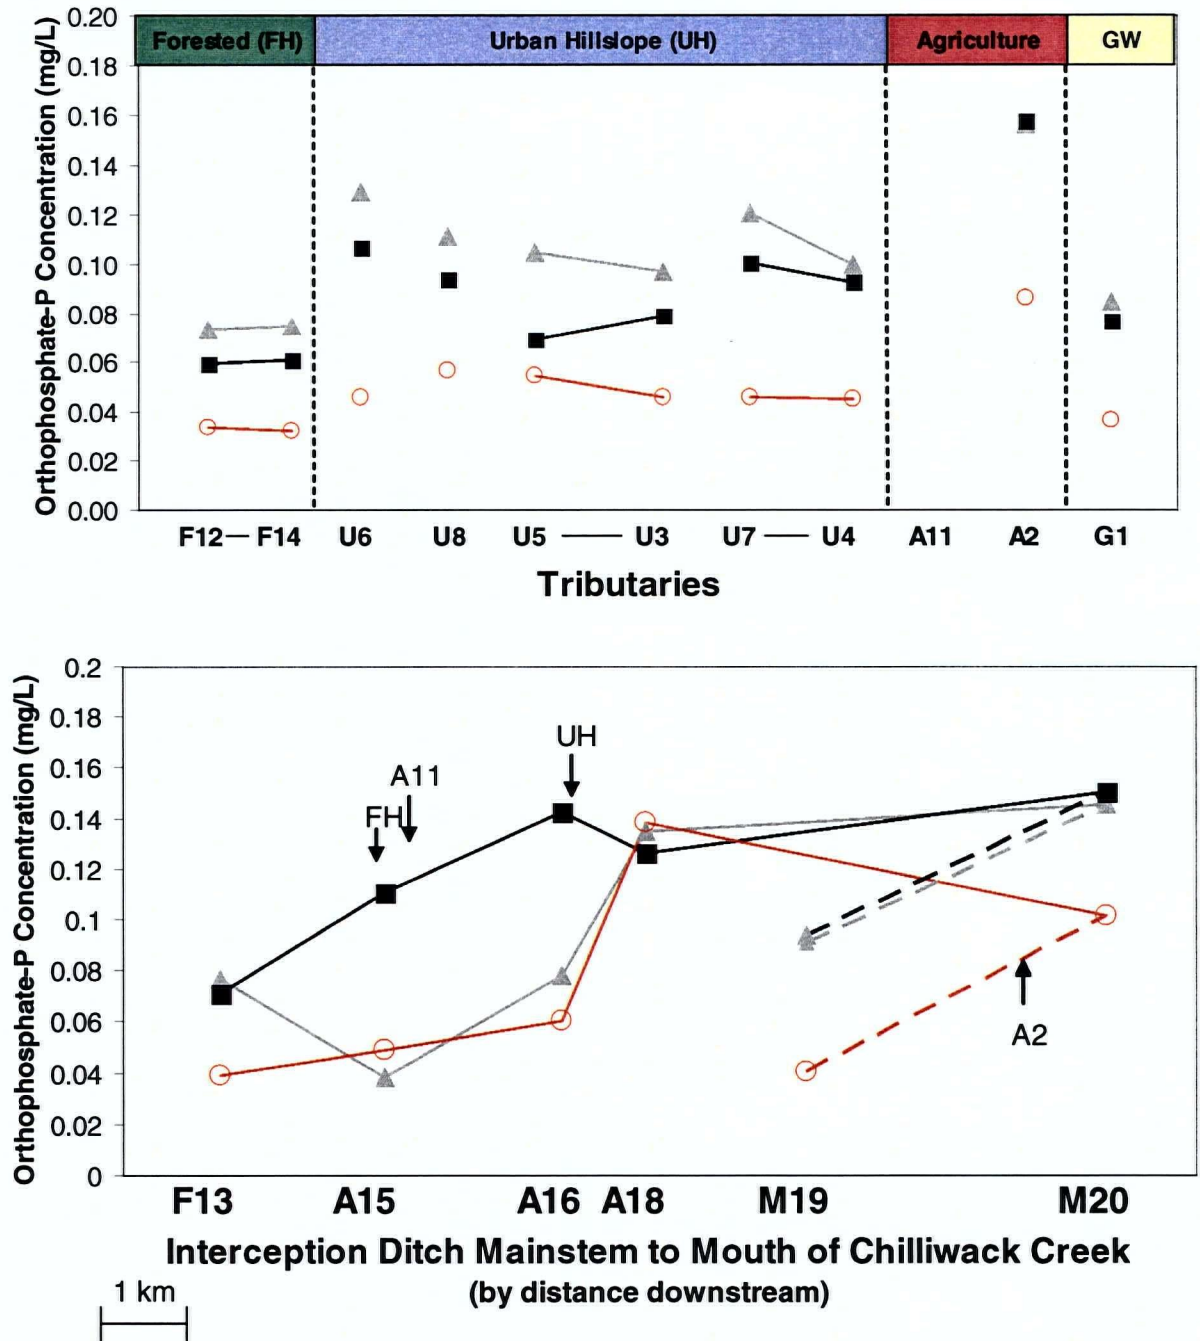 0.20
Forested (FH) Urban Hillslope (UH) Agriculture GW
0.18
0.16
0.14
0.12
0.10
0.08
0.06
0.04
0.02
0.00
Orthophosphate-P Concentration (mg/L)
F12 — F14 U6 U8 U5 — U3 U7 — U4 A11 A2 G1
Tributaries
0.2
0.18
0.16
0.14
0.12
0.1
0.08
0.06
0.04
0.02
0
Orthophosphate-P Concentration (mg/L)
UH
A11
FH
A2
F13 A15 A16 A18 M19 M20
Interception Ditch Mainstem to Mouth of Chilliwack Creek
(by distance downstream)
1 km